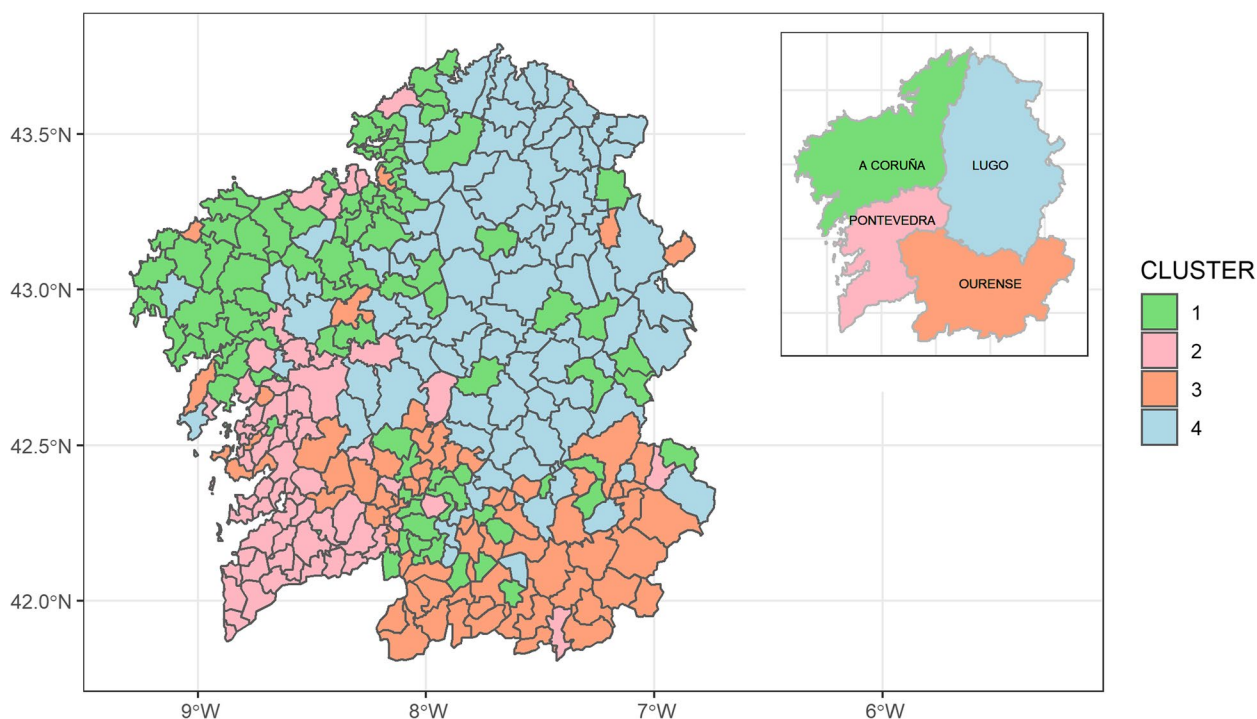 43.5°N
43.0°N
42.5°N
42.0°N
9°W
8°W
7°W
6°W
A CORUÑA
LUGO
PONTEVEDRA
OURENSE
CLUSTER
1
2
3
4